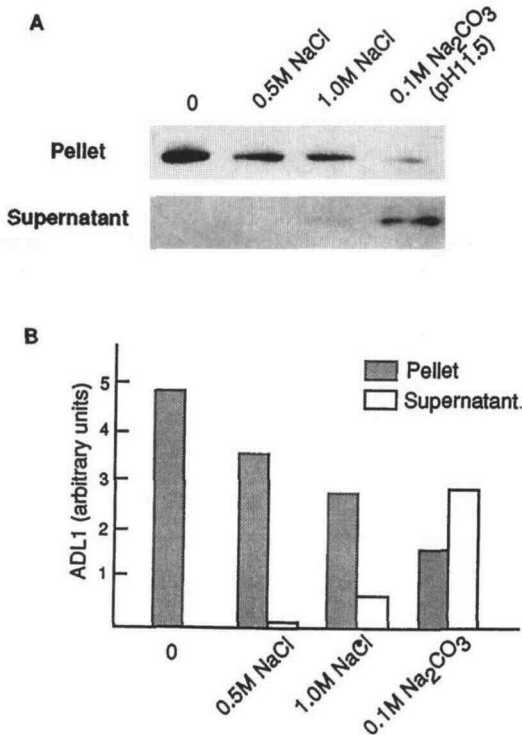 A
0
0.5M NaCl
1.0M NaCl
0.1M Na2CO3
(pH11.5)
Pellet
Supernatant
B
ADL1 (arbitrary units)
5
4
3
2
1
Pellet
Supernatant.
0
0.5M NaCl
1.0M NaCl
0.1M Na2CO3